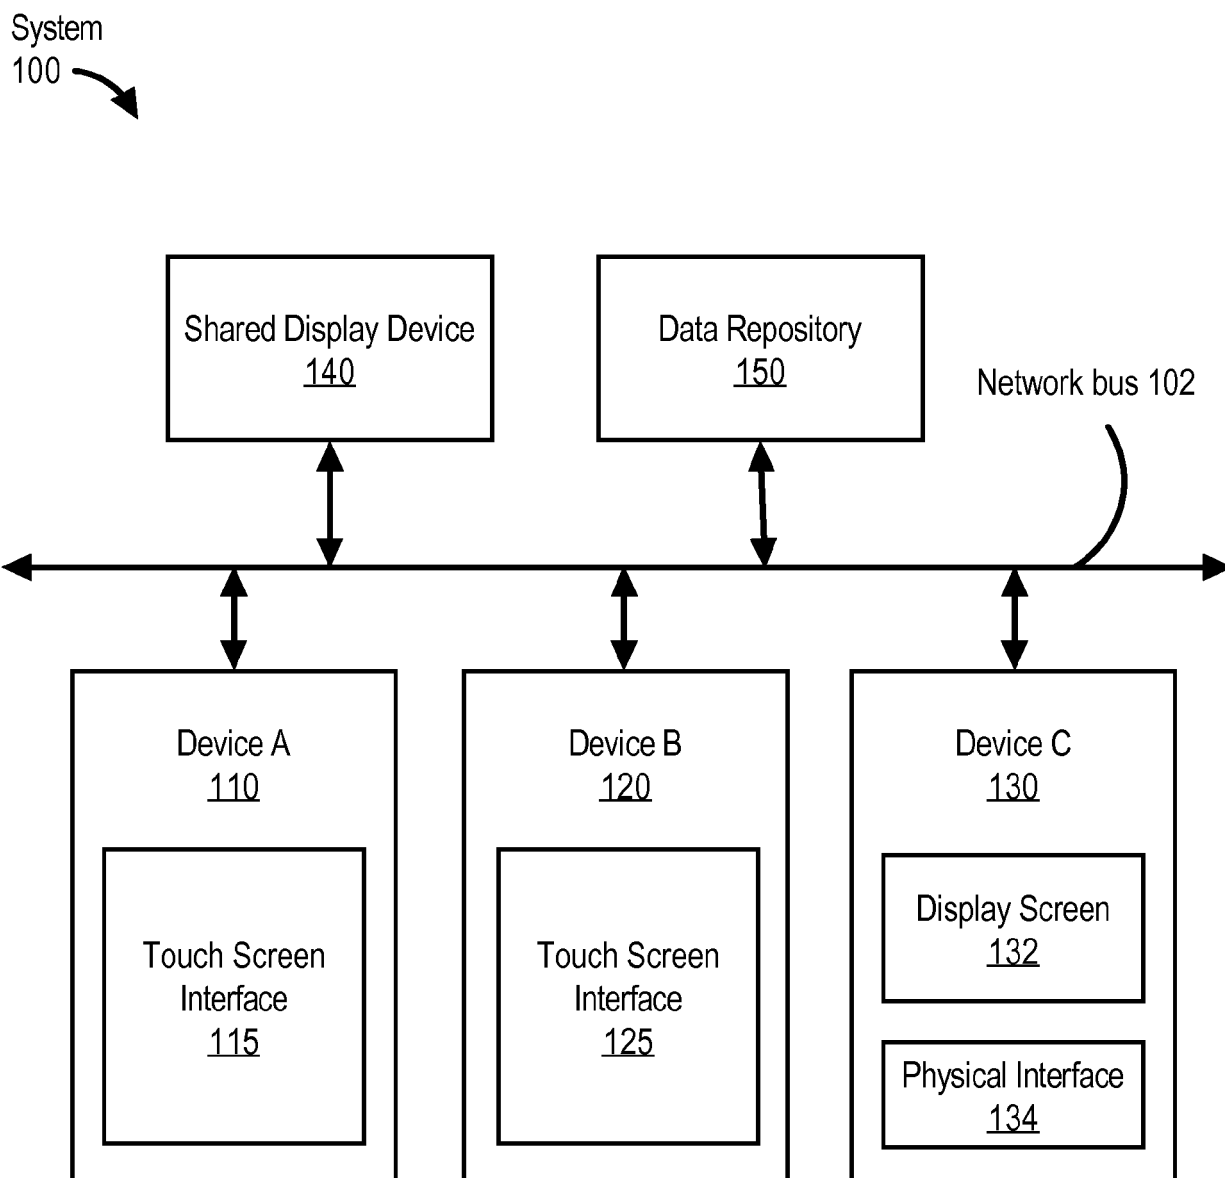 System
100
Shared Display Device
140
Data Repository
150
Network bus 102
Device A
110
Touch Screen
Interface
115
Device B
120
Touch Screen
Interface
125
Device C
130
Display Screen
132
Physical Interface
134